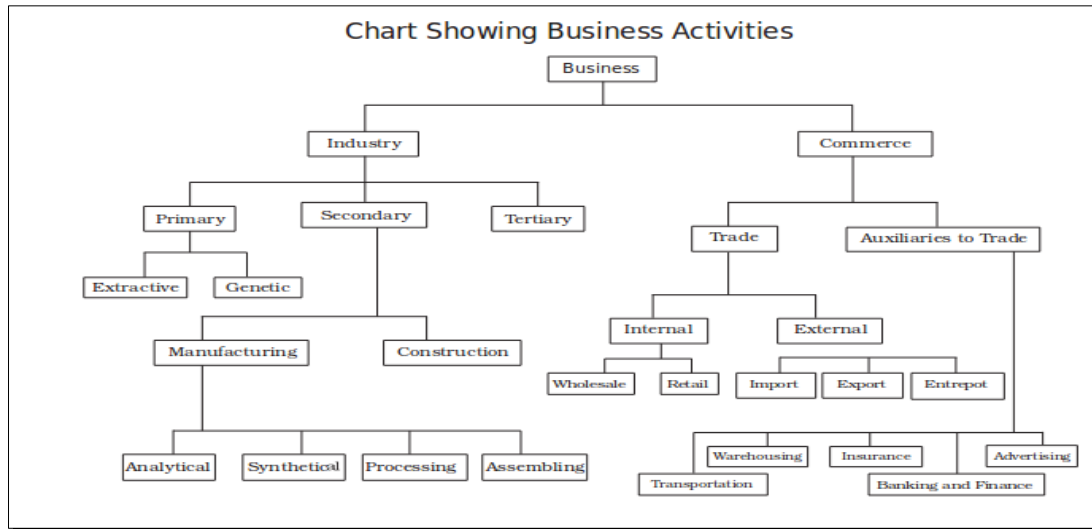 Chart Showing Business Activities
Business
Industry
Commerce
Primary
Secondary
Tertiary
Trade
Auxiliaries to Trade
Extractive
Genetic
Internal
External
Manufacturing
Construction
Wholesale
Retail
Import
Export
Entrepot
Analytical
Synthetical
Processing
Assembling
Warehousing
Insurance
Advertising
Transportation
Banking and Finance